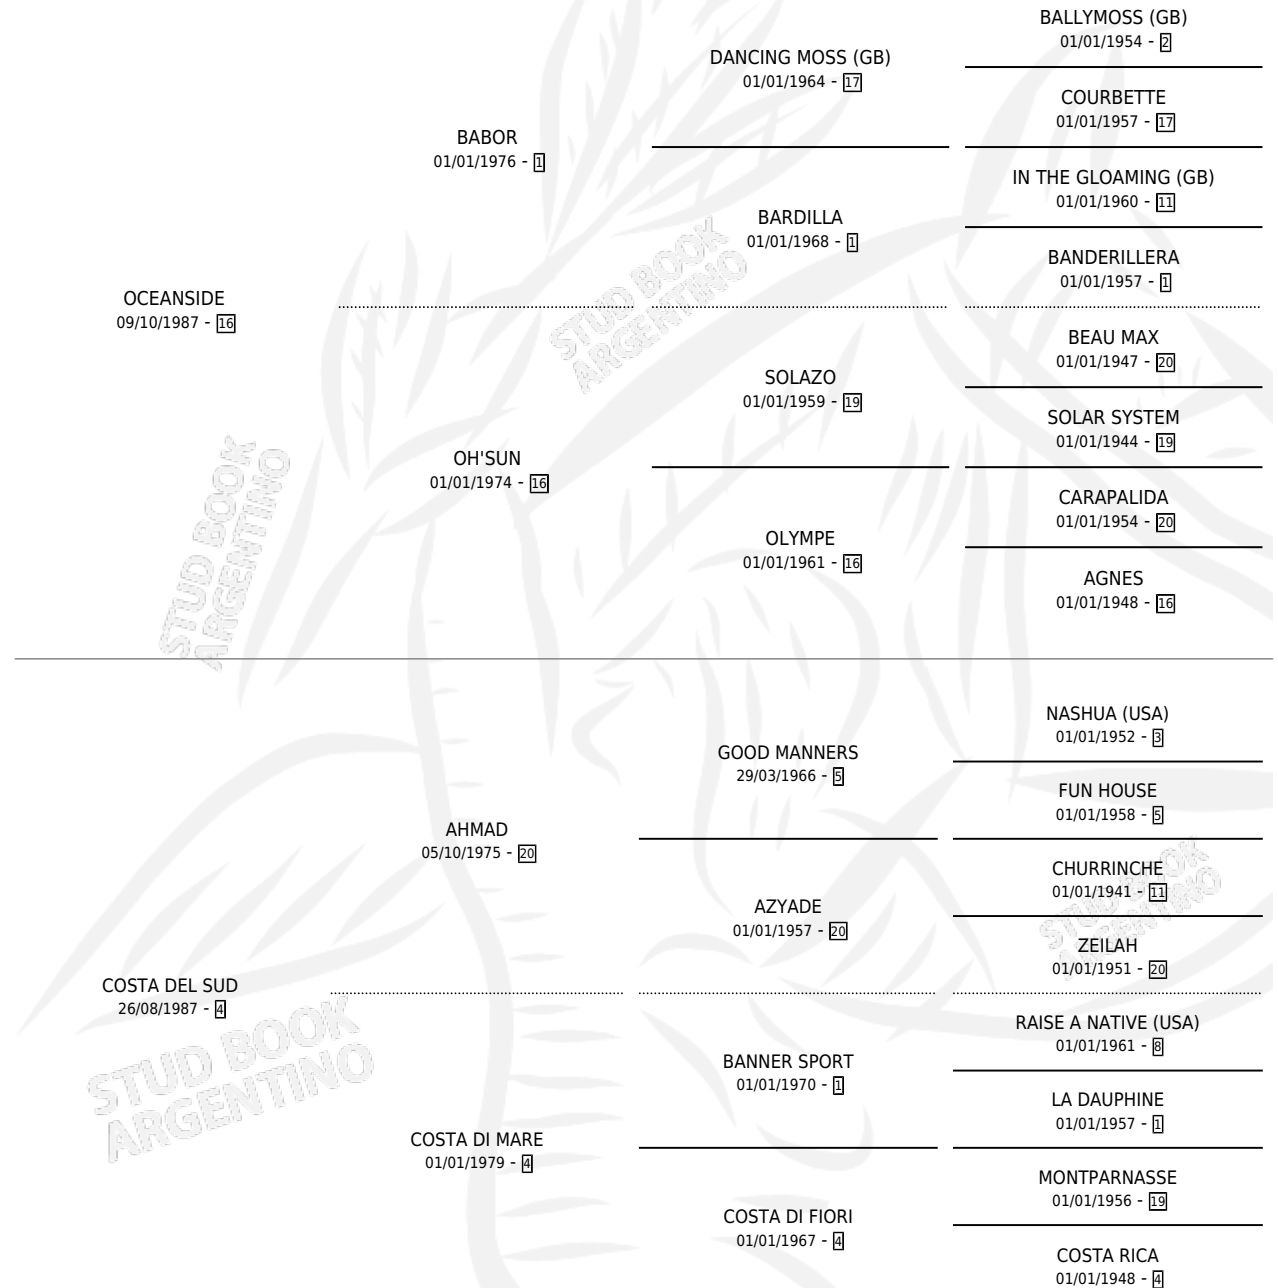 BALLYMOSS (GB)
01/01/1954 - 2
DANCING MOSS (GB)
01/01/1964 - 17
COURBETTE
01/01/1957 - 17
BABOR
01/01/1976 - 1
IN THE GLOAMING (GB)
01/01/1960 - 11
BARDILLA
01/01/1968 - 1
BANDERILLERA
01/01/1957 - 1
OCEANSIDE
09/10/1987 - 16
BEAU MAX
01/01/1947 - 20
SOLAZO
01/01/1959 - 19
SOLAR SYSTEM
01/01/1944 - 19
OH'SUN
01/01/1974 - 16
CARAPALIDA
01/01/1954 - 20
OLYMPE
01/01/1961 - 16
AGNES
01/01/1948 - 16
STUD BOOK
ARGENTINO
STUD BOOK
ARGENTINO
NASHUA (USA)
01/01/1952 - 3
GOOD MANNERS
29/03/1966 - 5
FUN HOUSE
01/01/1958 - 5
AHMAD
05/10/1975 - 20
CHURRINCHE
01/01/1941 - 11
AZYADE
01/01/1957 - 20
ZEILAH
01/01/1951 - 20
STUD BOOK
ARGENTINO
COSTA DEL SUD
26/08/1987 - 4
RAISE A NATIVE (USA)
01/01/1961 - 8
BANNER SPORT
01/01/1970 - 1
LA DAUPHINE
01/01/1957 - 1
COSTA DI MARE
01/01/1979 - 4
MONTPARNASSE
01/01/1956 - 19
COSTA DI FIORI
01/01/1967 - 4
COSTA RICA
01/01/1948 - 4
STUD BOOK
ARGENTINO